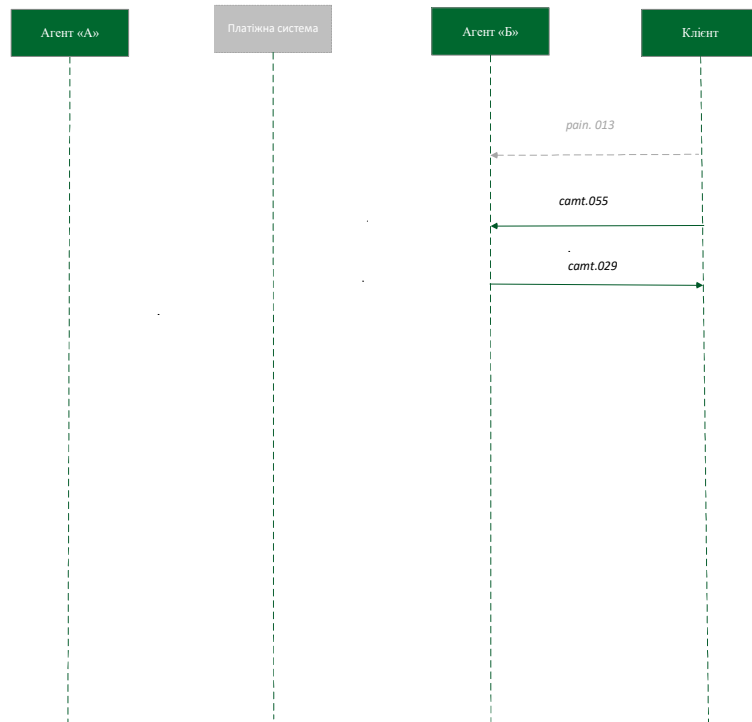 Агент «А»
Платіжна система
Агент «Б»
Клієнт
pain. 013
camt.055
camt.029